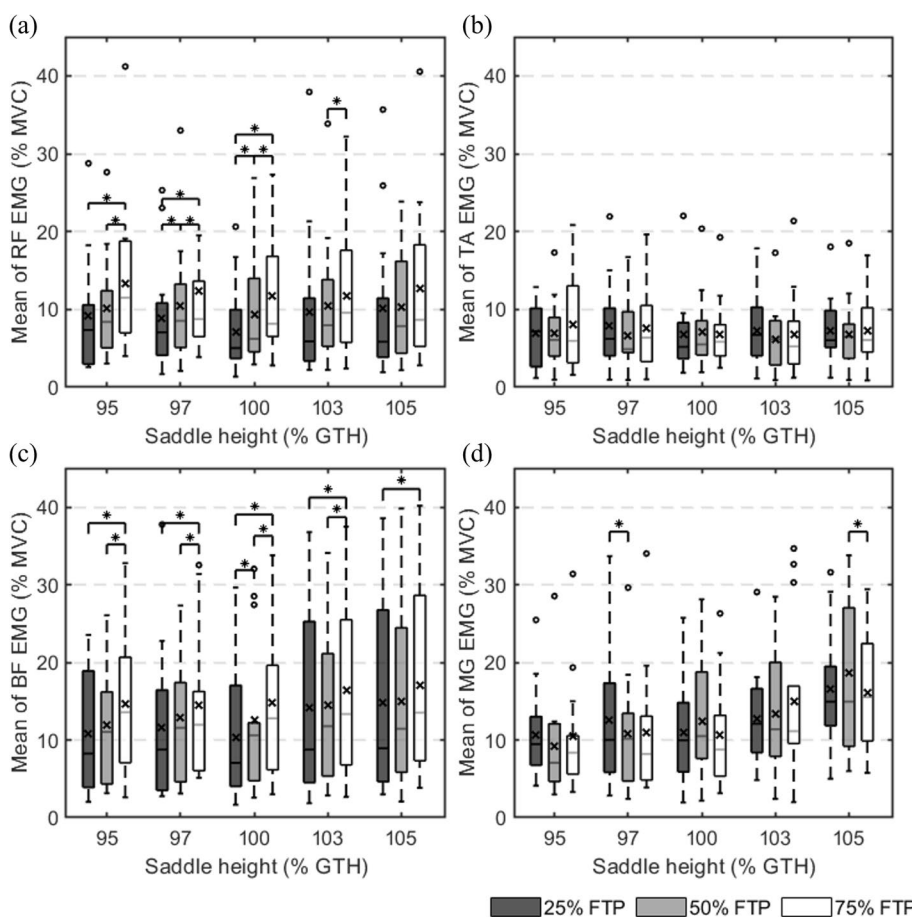 (a)
Mean of RF EMG (% MVC)
40
30
20
10
0
* * * * * * * * *
95 97 100 103 105
Saddle height (% GTH)
(b)
Mean of TA EMG (% MVC)
40
30
20
10
0
95 97 100 103 105
Saddle height (% GTH)
(c)
Mean of BF EMG (% MVC)
40
30
20
10
0
* * * * * * * * * *
95 97 100 103 105
Saddle height (% GTH)
(d)
Mean of MG EMG (% MVC)
40
30
20
10
0
* *
95 97 100 103 105
Saddle height (% GTH)
25% FTP 50% FTP 75% FTP